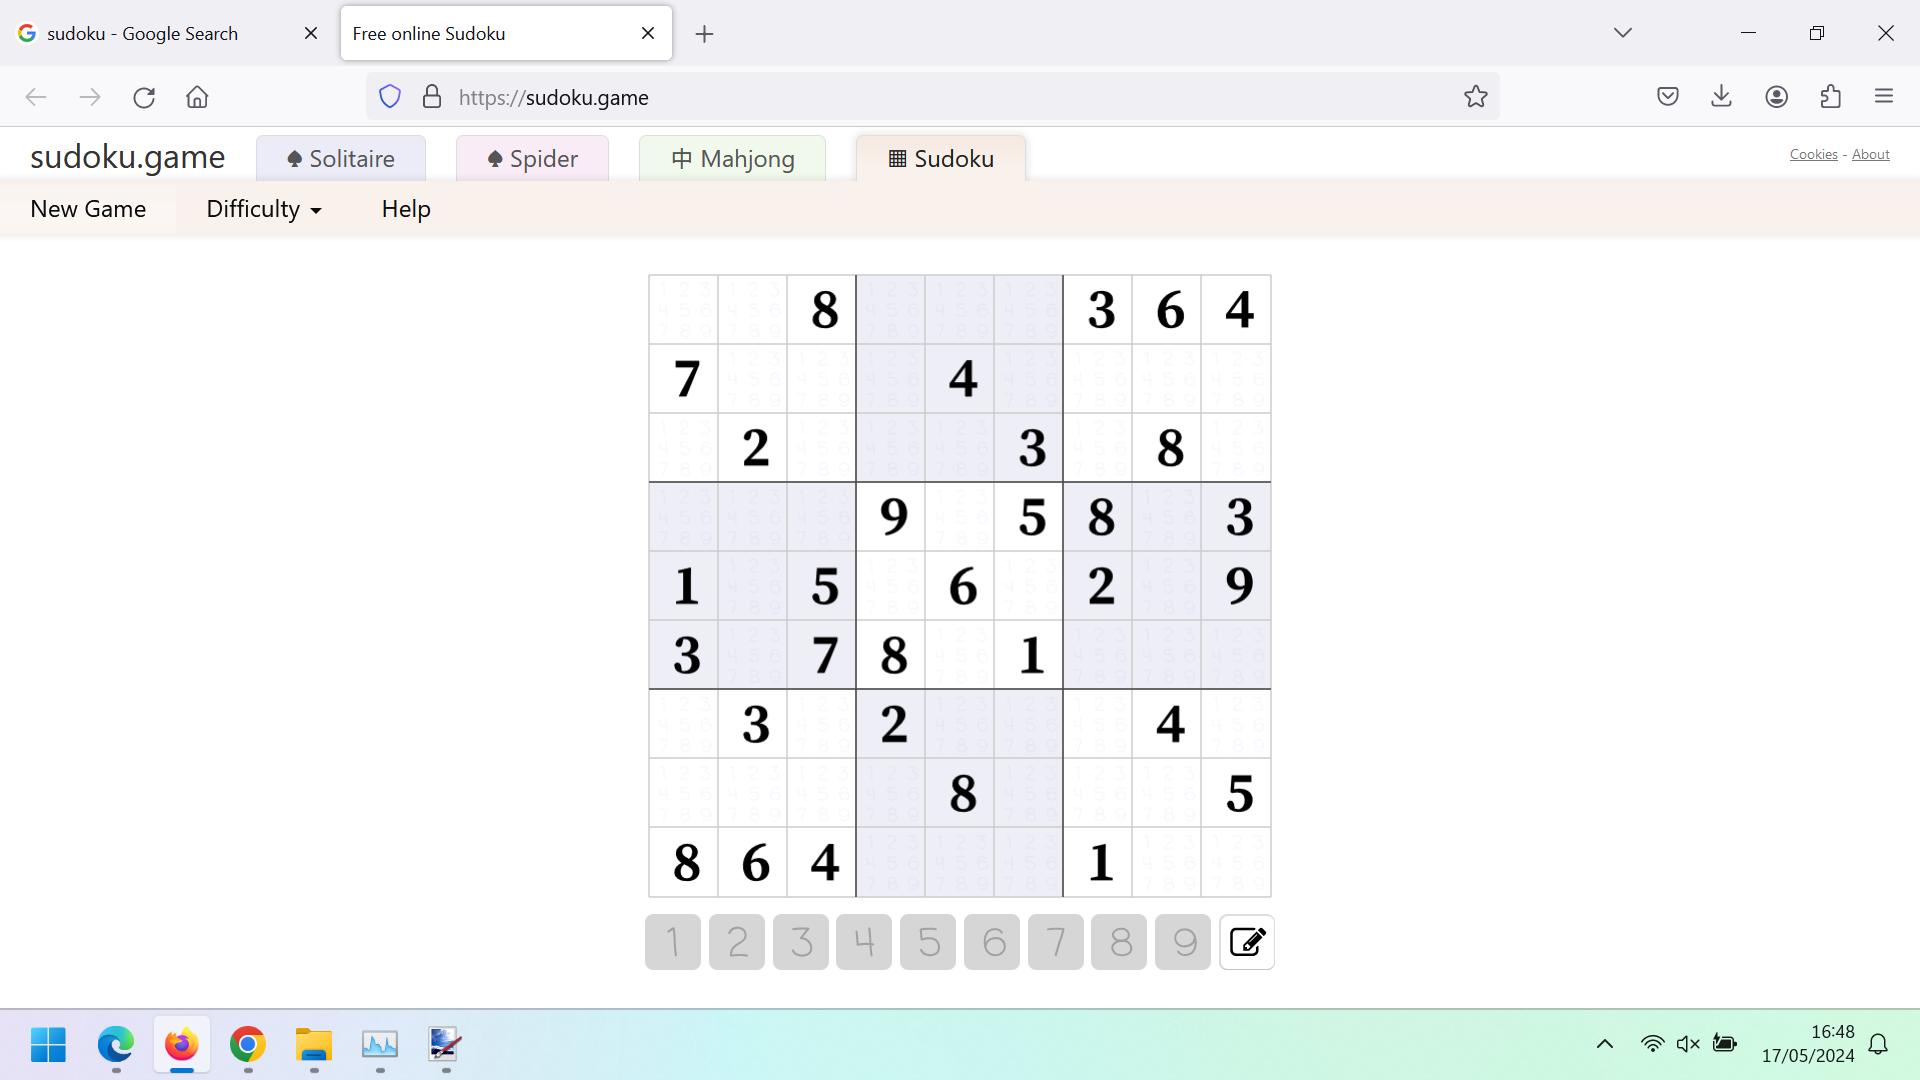 sudoku - Google Search
Free online Sudoku
https://sudoku.game
sudoku.game
Solitaire
Spider
中 Mahjong
Sudoku
Cookies - About
New Game
Difficulty
Help
8 3 6 4
7 4
2 3 8
9 5 8 3
1 5 6 2 9
3 7 8 1
3 2 4
8 5
8 6 4 1
1 2 3 4 5 6 7 8 9
16:48
17/05/2024